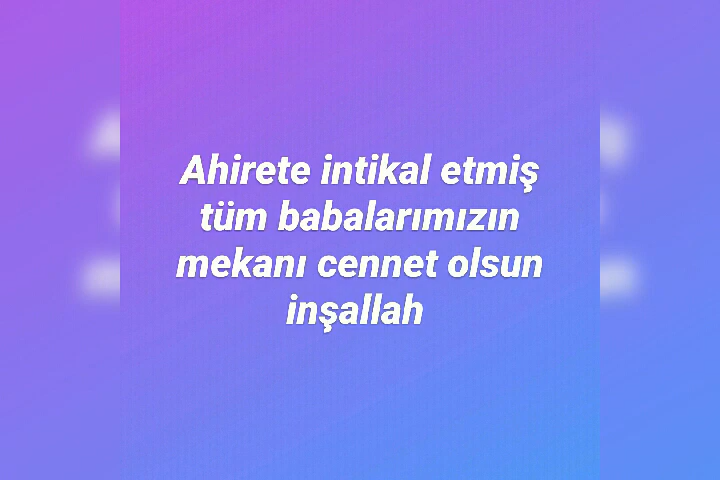 Ahirete intikal etmiş
tüm babalarımızın
mekanı cennet olsun
inşallah